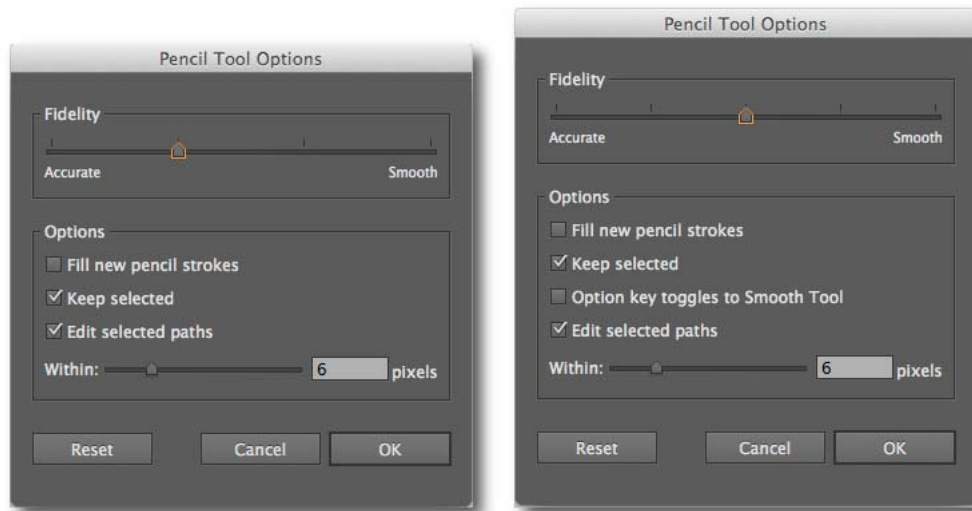 Pencil Tool Options
Fidelity
Accurate Smooth
Options
Fill new pencil strokes
Keep selected
Edit selected paths
Within: 6 pixels
Reset Cancel OK
Pencil Tool Options
Fidelity
Accurate Smooth
Options
Fill new pencil strokes
Keep selected
Option key toggles to Smooth Tool
Edit selected paths
Within: 6 pixels
Reset Cancel OK